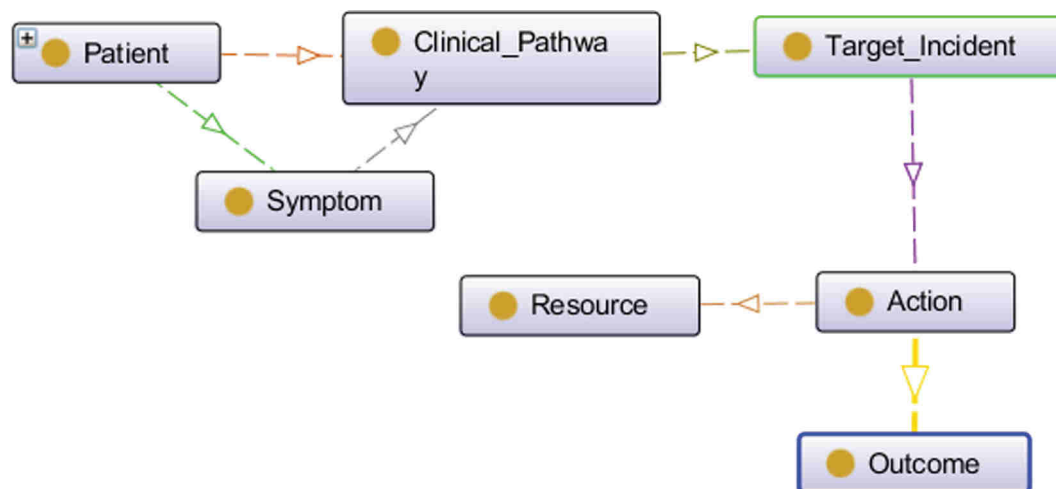 Patient
Clinical_Pathwa
y
Target_Incident
Symptom
Resource
Action
Outcome